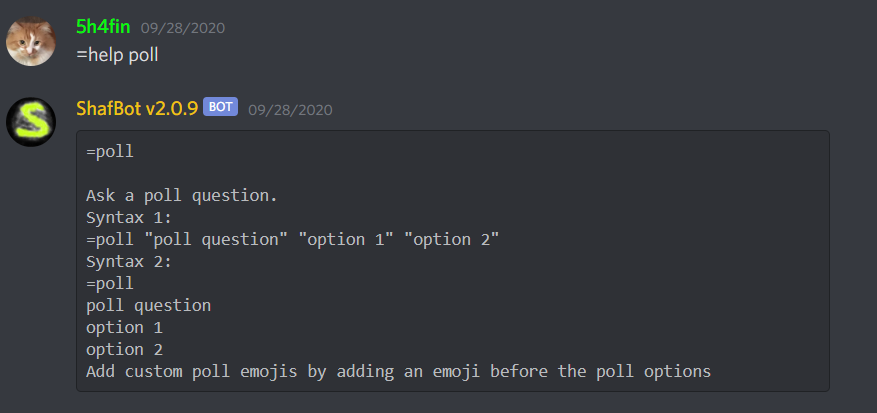 5h4fin 09/28/2020
=help poll
S
ShafBot v2.0.9 BOT 09/28/2020
=poll
Ask a poll question.
Syntax 1:
=poll "poll question" "option 1" "option 2"
Syntax 2:
=poll
poll question
option 1
option 2
Add custom poll emojis by adding an emoji before the poll options